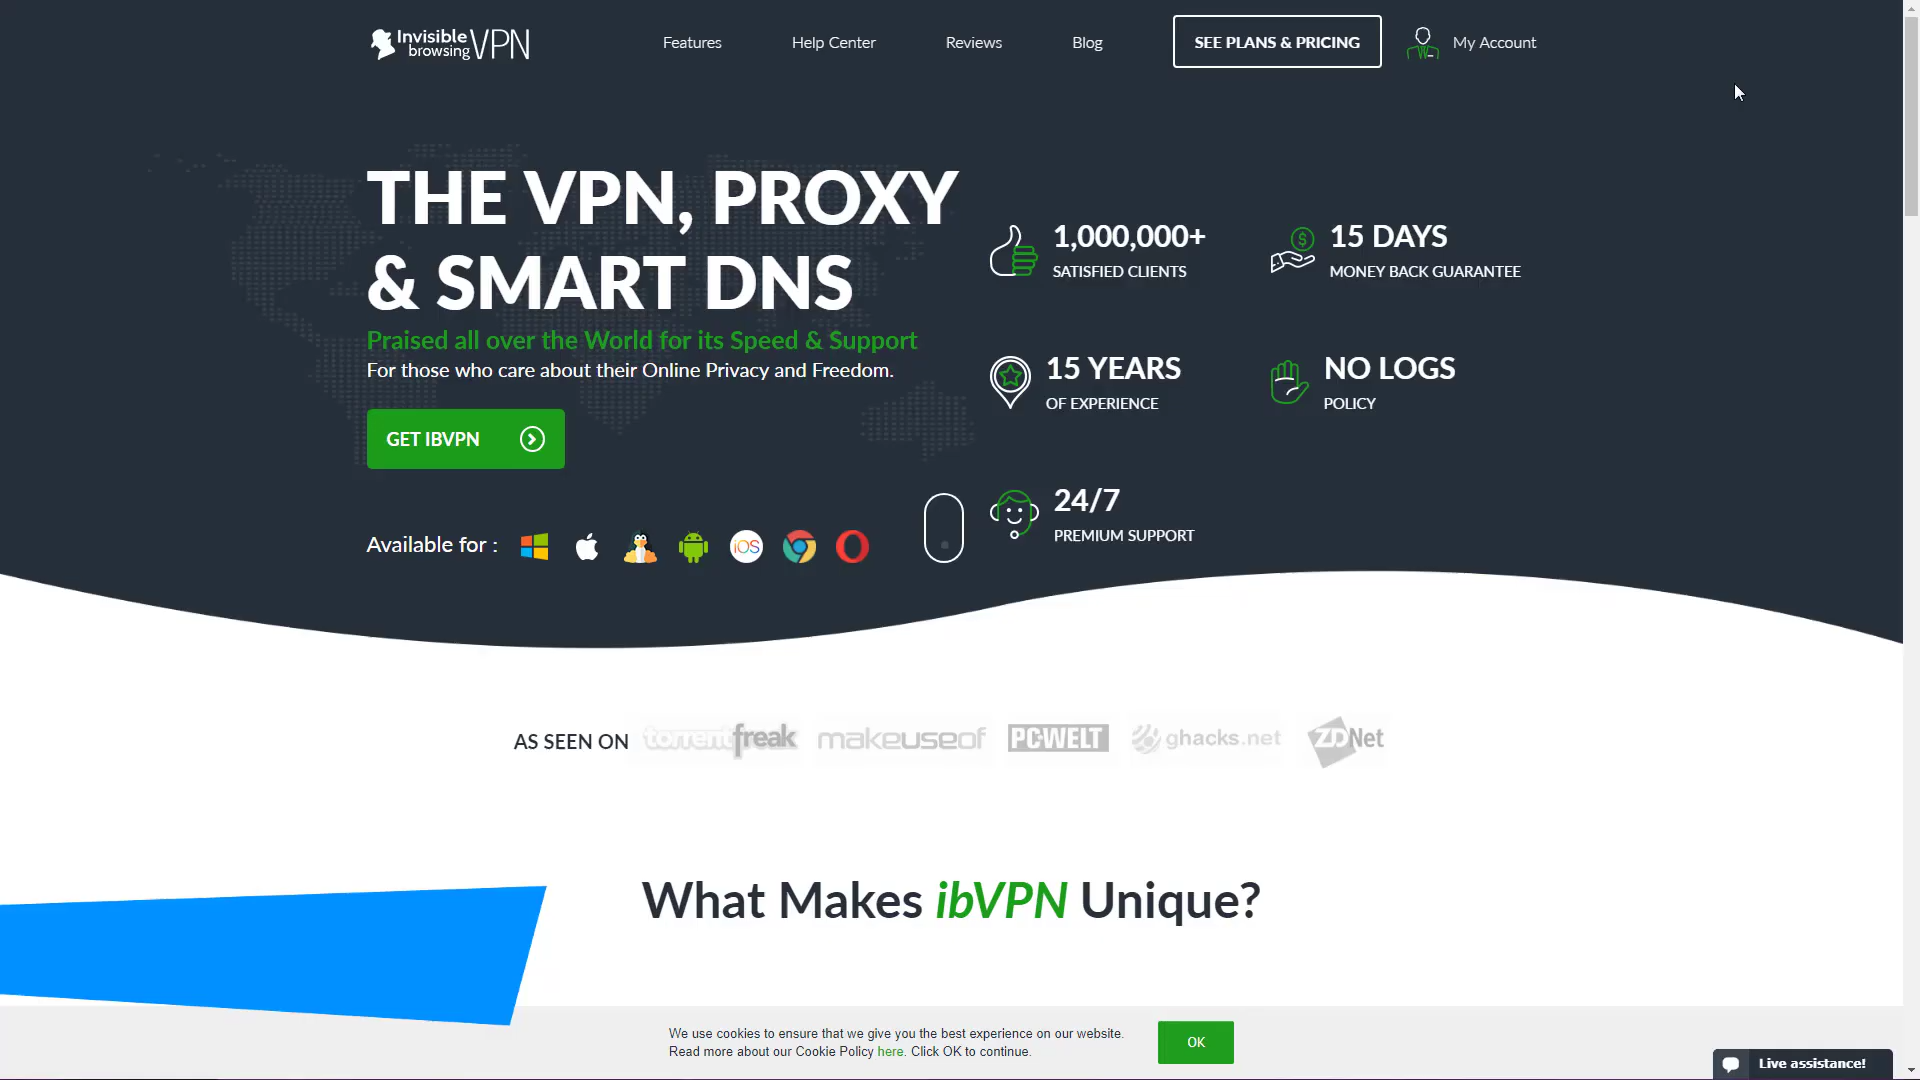 Invisible
browsing VPN
Features
Help Center
Reviews
Blog
SEE PLANS & PRICING
My Account
THE VPN, PROXY
& SMART DNS
Praised all over the World for its Speed & Support
For those who care about their Online Privacy and Freedom.
GET IBVPN
Available for :
iOS
1,000,000+
SATISFIED CLIENTS
15 DAYS
MONEY BACK GUARANTEE
15 YEARS
OF EXPERIENCE
NO LOGS
POLICY
24/7
PREMIUM SUPPORT
AS SEEN ON
torrentfreak
makeuseof
PC-WELT
ghacks.net
ZDNet
What Makes ibVPN Unique?
We use cookies to ensure that we give you the best experience on our website.
Read more about our Cookie Policy here. Click OK to continue.
OK
Live assistance!